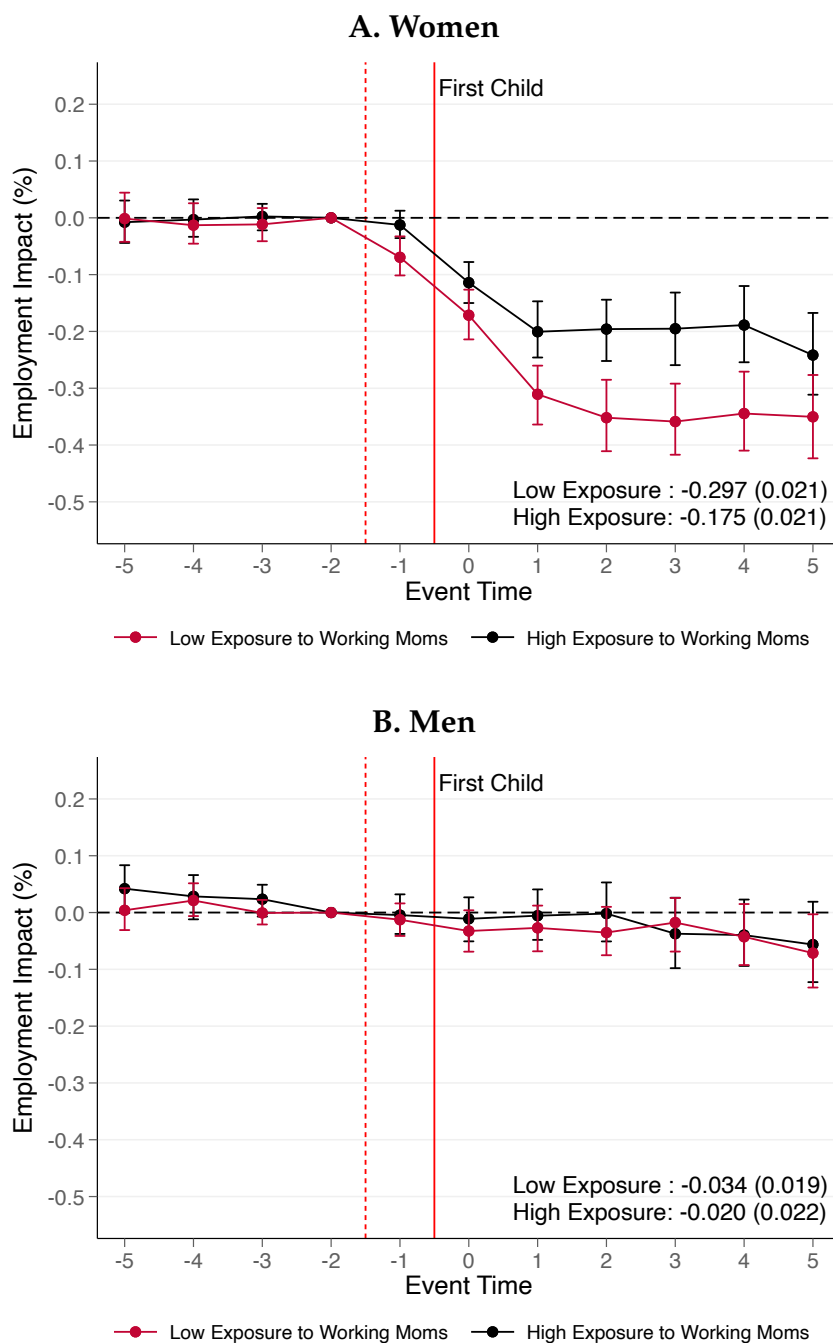 A. Women
First Child
0.2
0.1
0.0
-0.1
-0.2
-0.3
-0.4
-0.5
Employment Impact (%)
Low Exposure : -0.297 (0.021)
High Exposure: -0.175 (0.021)
-5 -4 -3 -2 -1 0 1 2 3 4 5
Event Time
Low Exposure to Working Moms High Exposure to Working Moms
B. Men
First Child
0.2
0.1
0.0
-0.1
-0.2
-0.3
-0.4
-0.5
Employment Impact (%)
Low Exposure : -0.034 (0.019)
High Exposure: -0.020 (0.022)
-5 -4 -3 -2 -1 0 1 2 3 4 5
Event Time
Low Exposure to Working Moms High Exposure to Working Moms